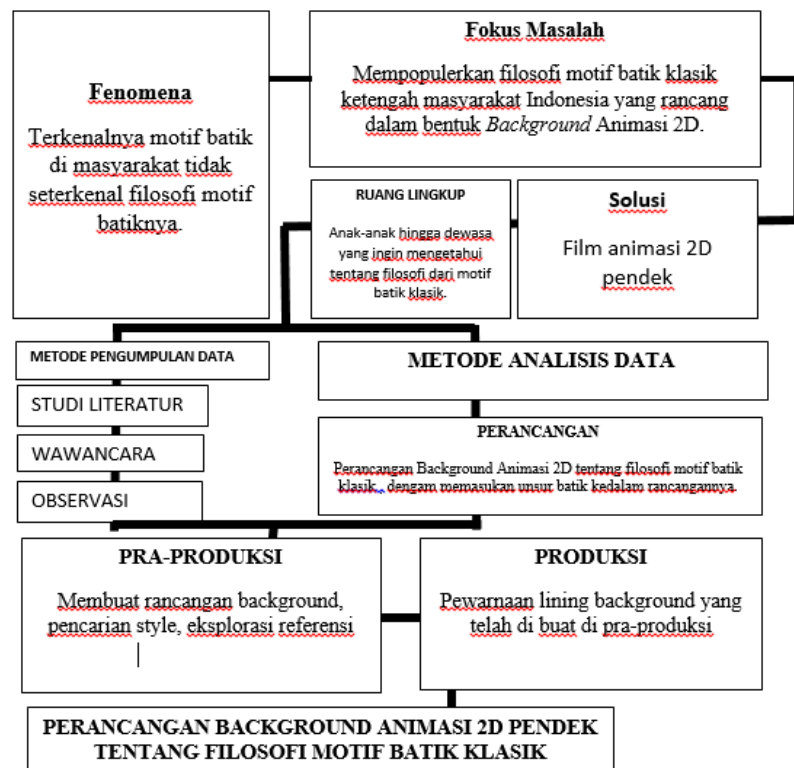 Fenomena
Terkenalnya motif batik
di masyarakat tidak
seterkenal filosofi motif
batiknya.
Fokus Masalah
Mempopulerkan filosofi motif batik klasik
ketengah masyarakat Indonesia yang rancang
dalam bentuk Background Animasi 2D.
RUANG LINGKUP
Anak-anak hingga dewasa
yang ingin mengetahui
tentang filosofi dari motif
batik klasik.
Solusi
Film animasi 2D
pendek
METODE PENGUMPULAN DATA
STUDI LITERATUR
WAWANCARA
OBSERVASI
METODE ANALISIS DATA
PERANCANGAN
Perancangan Background Animasi 2D tentang filosofi motif batik
klasik , dengam memasukan unsur batik kedalam rancangannya.
PRA-PRODUKSI
Membuat rancangan background,
pencarian style, eksplorasi referensi
PRODUKSI
Pewarnaan lining background yang
telah di buat di pra-produksi
PERANCANGAN BACKGROUND ANIMASI 2D PENDEK
TENTANG FILOSOFI MOTIF BATIK KLASIK